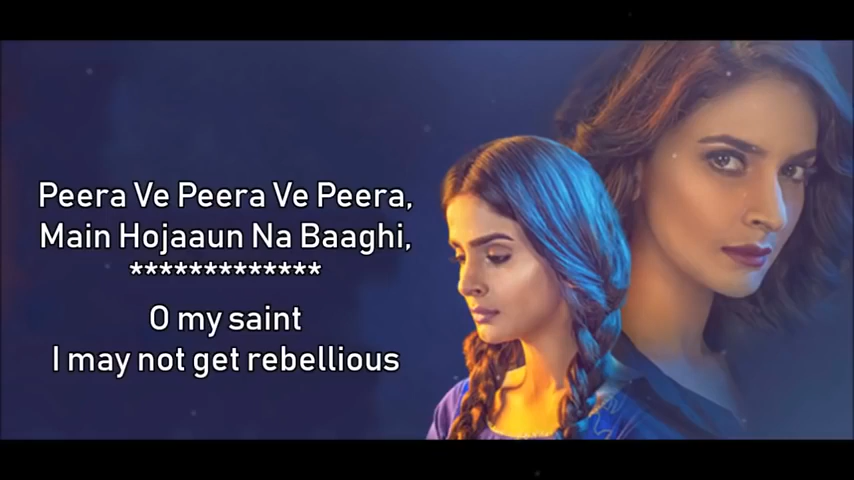 Peera Ve Peera Ve Peera,
Main Hojaaun Na Baaghi,
*************
O my saint
I may not get rebellious